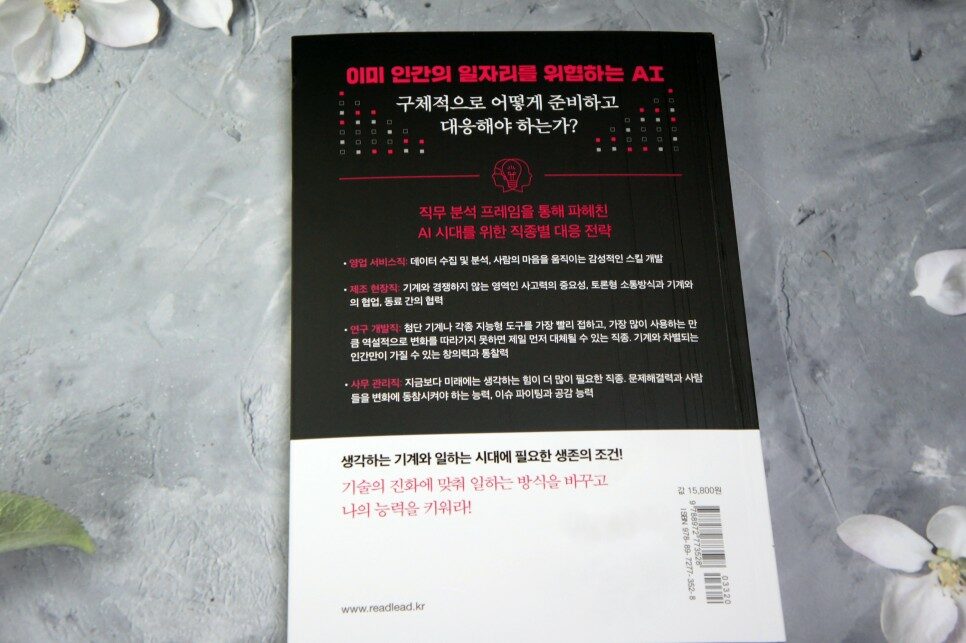 이미 인간의 일자리를 위협하는 AI
구체적으로 어떻게 준비하고
대응해야 하는가?
직무 분석 프레임을 통해 파헤친
AI 시대를 위한 직종별 대응 전략
• 영업 서비스직: 데이터 수집 및 분석, 사람의 마음을 움직이는 감성적인 스킬 개발
• 제조 현장직: 기계와 경쟁하지 않는 영역인 사고력의 중요성, 토론형 소통방식과 기계와
의 협업, 동료 간의 협력
• 연구 개발직: 첨단 기계나 각종 지능형 도구를 가장 빨리 접하고, 가장 많이 사용하는 만
큼 역설적으로 변화를 따라가지 못하면 제일 먼저 대체될 수 있는 직종. 기계와 차별되는
인간만이 가질 수 있는 창의력과 통찰력
• 사무 관리직: 지금보다 미래에는 생각하는 힘이 더 많이 필요한 직종. 문제해결력과 사람
들을 변화에 동참시켜야 하는 능력, 이슈 파이팅과 공감 능력
생각하는 기계와 일하는 시대에 필요한 생존의 조건!
기술의 진화에 맞춰 일하는 방식을 바꾸고
나의 능력을 키워라!
값 15,800원
9 788972 773528
03320
ISBN 978-89-7277-352-8
www.readlead.kr